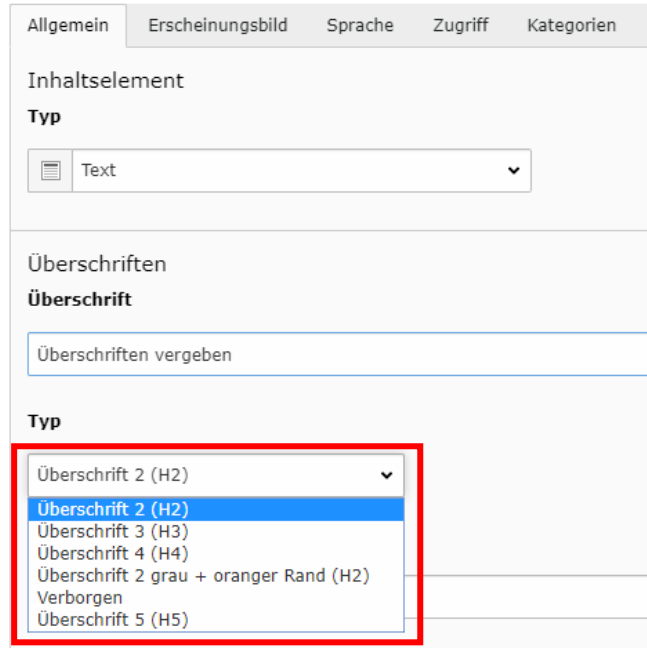 Allgemein Erscheinungsbild Sprache Zugriff Kategorien
Inhaltselement
Typ
Text
Überschriften
Überschrift
Überschriften vergeben
Typ
Überschrift 2 (H2)
Überschrift 2 (H2)
Überschrift 3 (H3)
Überschrift 4 (H4)
Überschrift 2 grau + oranger Rand (H2)
Verborgen
Überschrift 5 (H5)